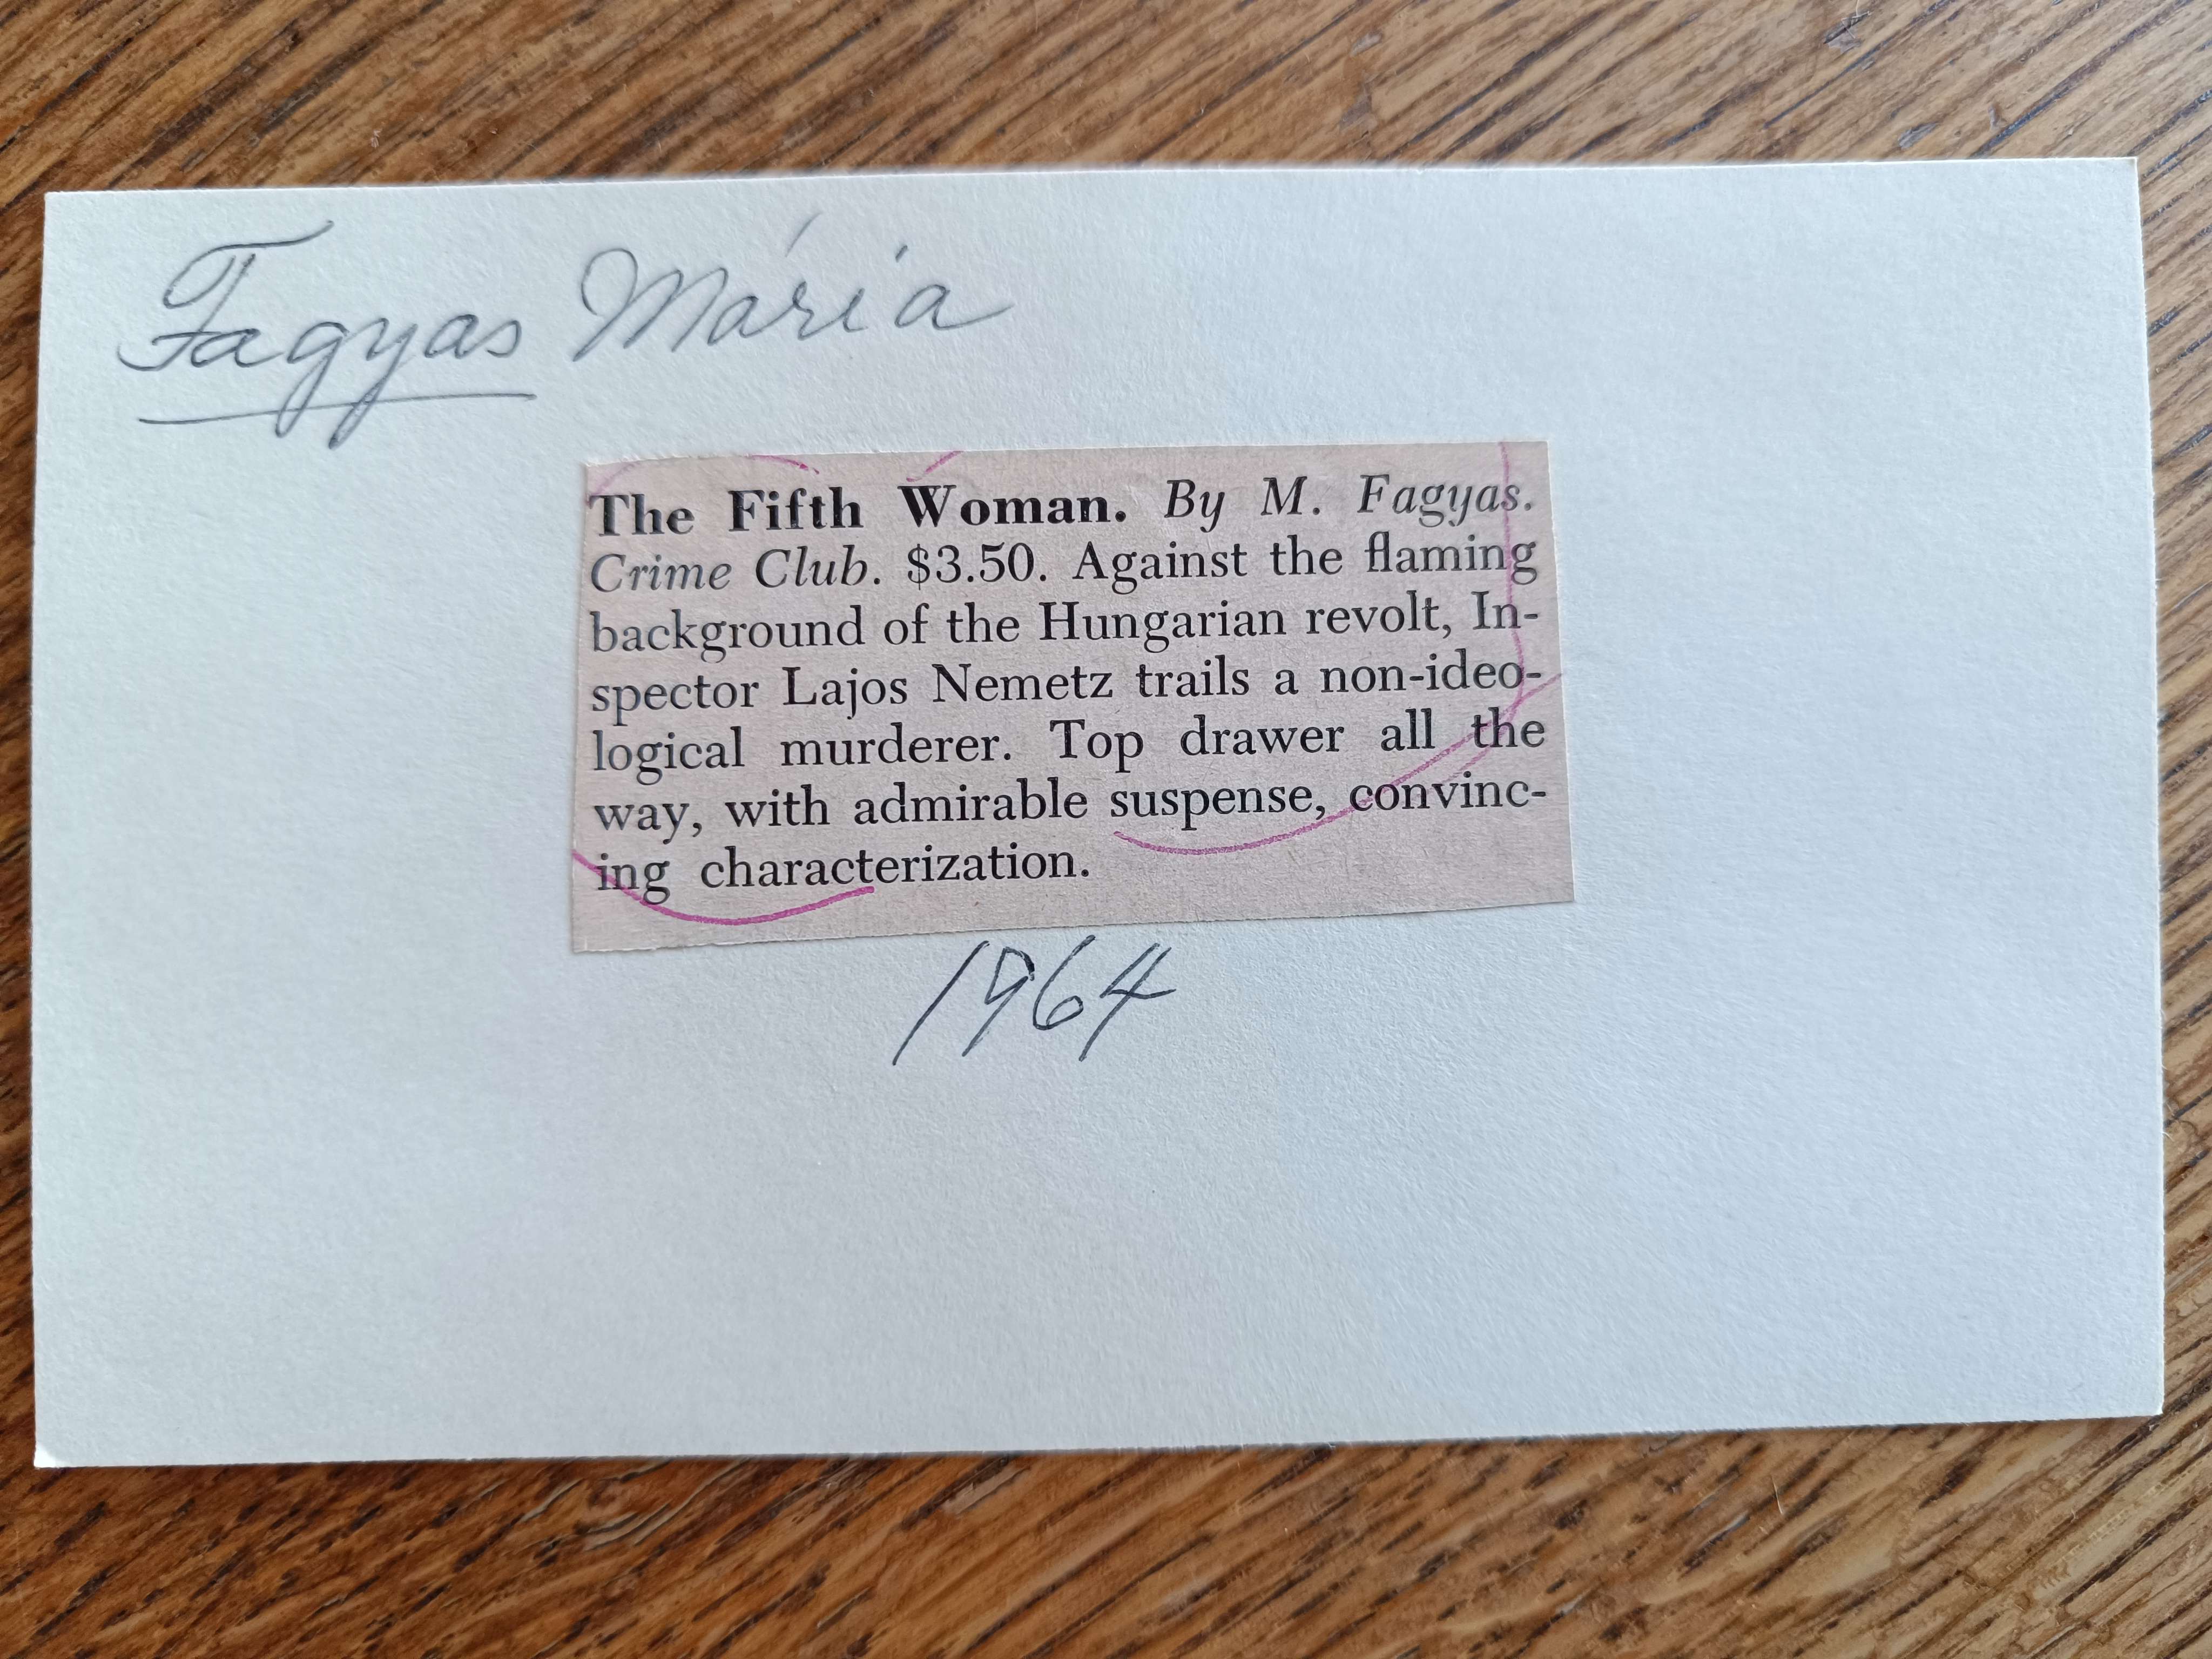 Fagyas Mária
The Fifth Woman. By M. Fagyas.
Crime Club. $3.50. Against the flaming
background of the Hungarian revolt, In-
spector Lajos Nemetz trails a non-ideo-
logical murderer. Top drawer all the
way, with admirable suspense, convinc-
ing characterization.
1964